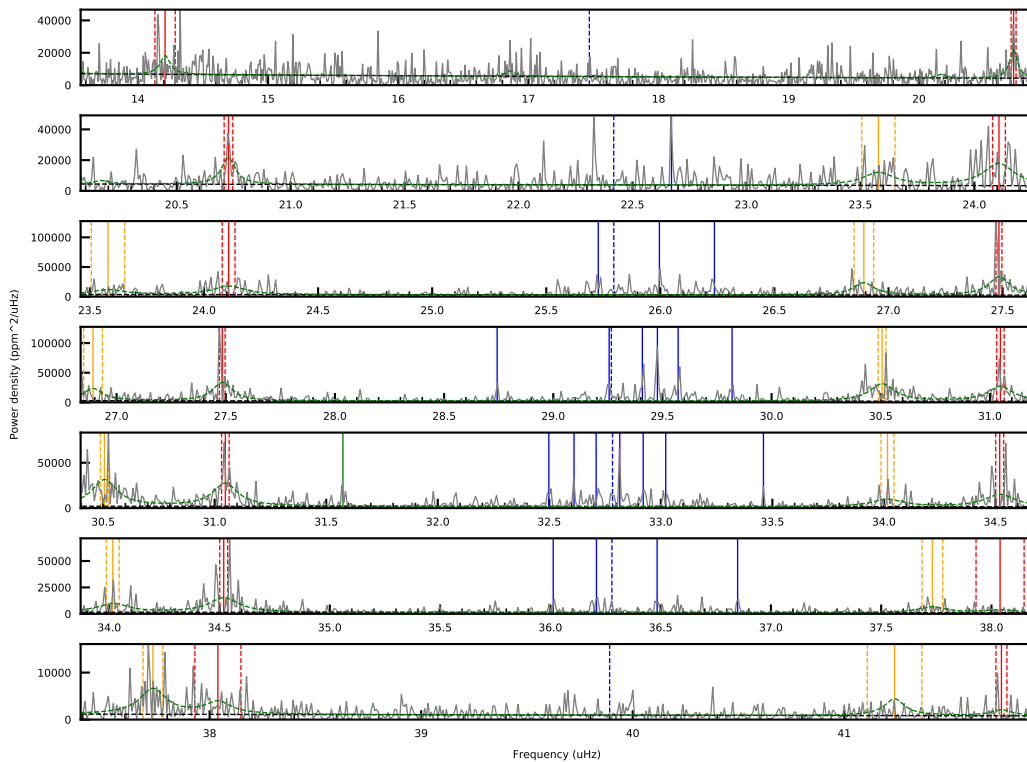 40000
20000
0
14 15 16 17 18 19 20
40000
20000
0
20.5 21.0 21.5 22.0 22.5 23.0 23.5 24.0
100000
50000
0
23.5 24.0 24.5 25.0 25.5 26.0 26.5 27.0 27.5
100000
50000
0
27.0 27.5 28.0 28.5 29.0 29.5 30.0 30.5 31.0
Power density (ppm^2/uHz)
50000
0
30.5 31.0 31.5 32.0 32.5 33.0 33.5 34.0 34.5
50000
25000
0
34.0 34.5 35.0 35.5 36.0 36.5 37.0 37.5 38.0
10000
0
38 39 40 41
Frequency (uHz)